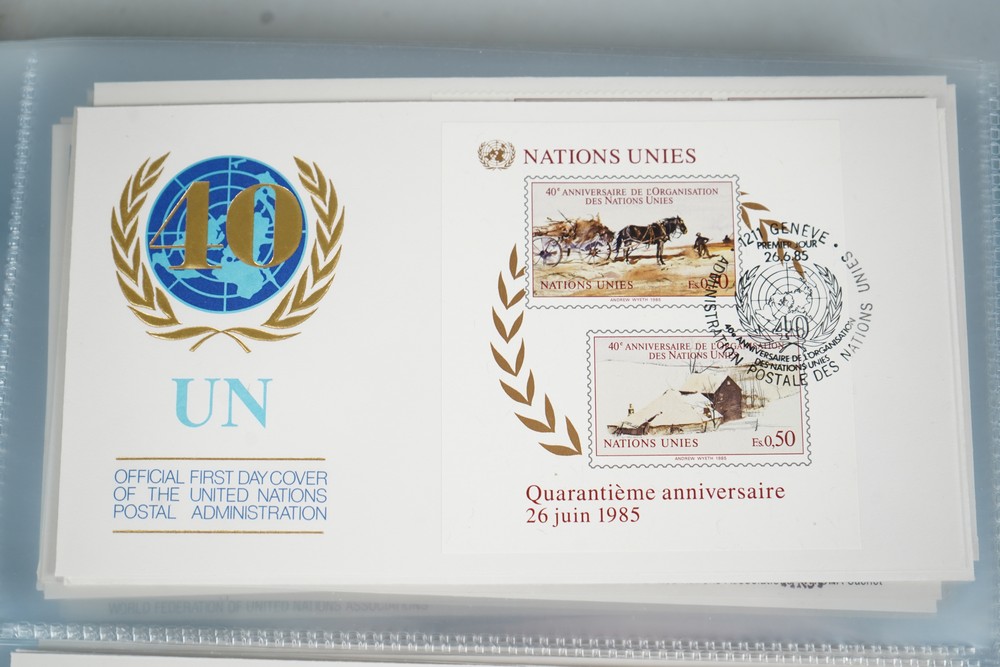 40
UN
OFFICIAL FIRST DAY COVER
OF THE UNITED NATIONS
POSTAL ADMINISTRATION
NATIONS UNIES
40e ANNIVERSAIRE DE L'ORGANISATION
DES NATIONS UNIES
NATIONS UNIES
ANDREW WYETH 1985
40e ANNIVERSAIRE DE L'ORGANISATION
DES NATIONS UNIES
NATIONS UNIES Fs.0,50
ANDREW WYETH 1985
Quarantième anniversaire
26 juin 1985
1211 GENEVE
PREMIER JOUR
26.6.85
40
40e ANNIVERSAIRE DE L'ORGANISATION
DES NATIONS UNIES
ADMINISTRATION POSTALE DES NATIONS UNIES
WORLD FEDERATION OF UNITED NATIONS ASSOCIATIONS